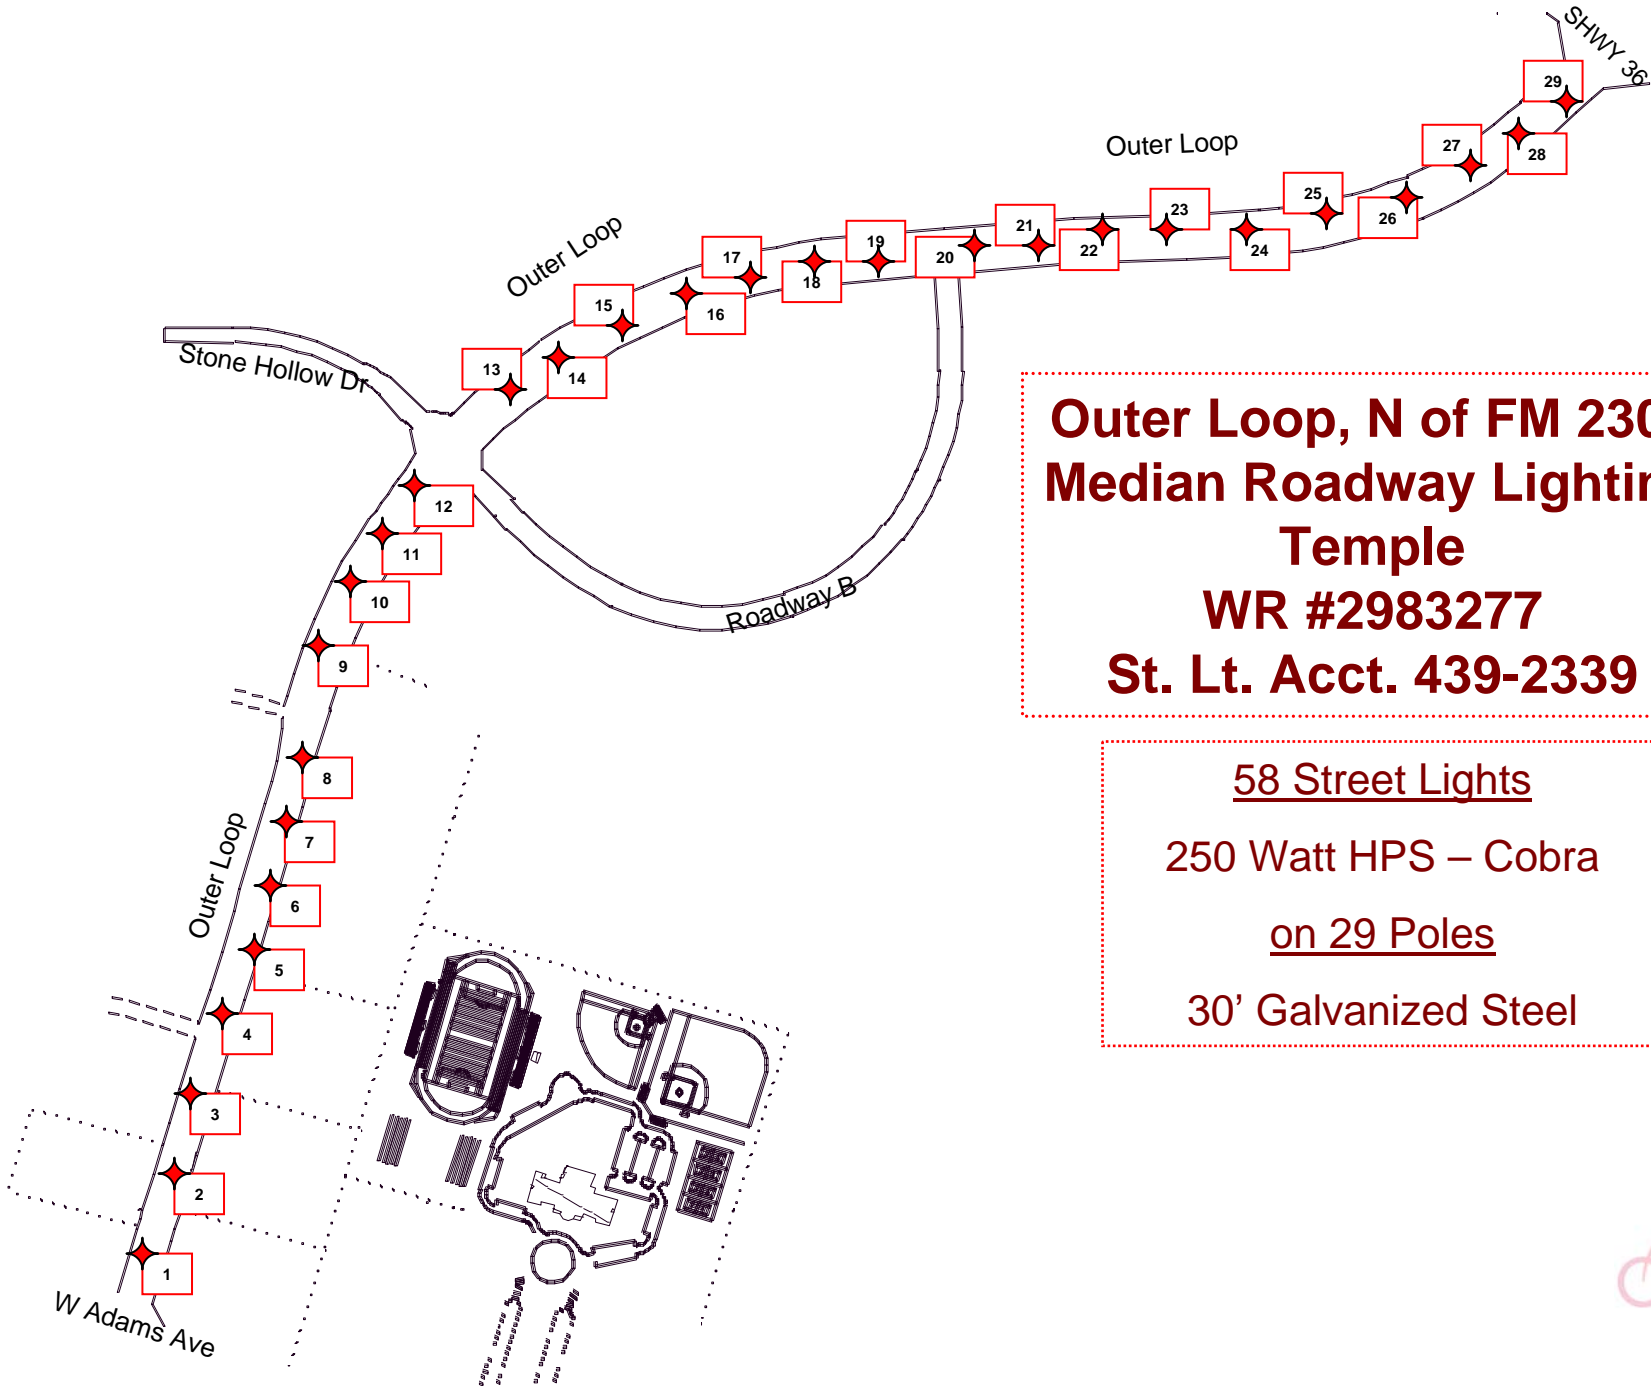 SHWY 36
29
Outer Loop
27
28
25
23
26
21
Outer Loop
19
22
24
17
20
18
15
16
Stone Hollow Dr
13
14
12
11
10
Roadway B
9
8
7
Outer Loop
6
5
4
3
2
1
W Adams Ave
Outer Loop, N of FM 230
Median Roadway Lightin
Temple
WR #2983277
St. Lt. Acct. 439-2339
58 Street Lights
250 Watt HPS – Cobra
on 29 Poles
30’ Galvanized Steel